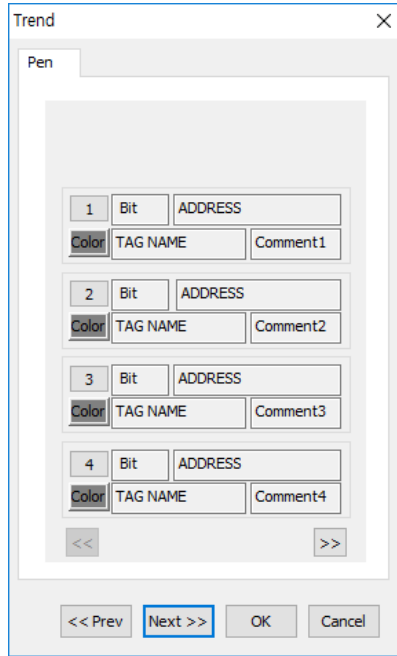 Trend
Pen
1 Bit ADDRESS
Color TAG NAME Comment1
2 Bit ADDRESS
Color TAG NAME Comment2
3 Bit ADDRESS
Color TAG NAME Comment3
4 Bit ADDRESS
Color TAG NAME Comment4
<< >>
<< Prev Next >> OK Cancel